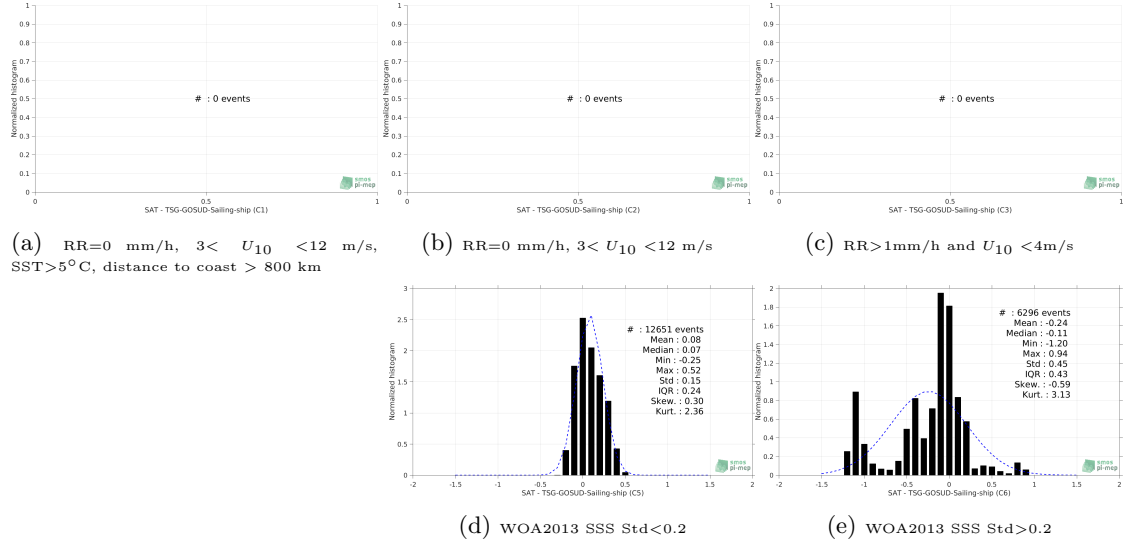 1
0.9
0.8
0.7
0.6
0.5
0.4
0.3
0.2
0.1
0
Normalized histogram
# : 0 events
0 0.5 1
SAT - TSG-GOSUD-Sailing-ship (C1)
smos
pi-mep
1
0.9
0.8
0.7
0.6
0.5
0.4
0.3
0.2
0.1
0
Normalized histogram
# : 0 events
0 0.5 1
SAT - TSG-GOSUD-Sailing-ship (C2)
smos
pi-mep
1
0.9
0.8
0.7
0.6
0.5
0.4
0.3
0.2
0.1
0
Normalized histogram
# : 0 events
0 0.5 1
SAT - TSG-GOSUD-Sailing-ship (C3)
smos
pi-mep
(a) RR=0 mm/h, 3< U10 <12 m/s,
SST>5°C, distance to coast > 800 km
(b) RR=0 mm/h, 3< U10 <12 m/s
(c) RR>1mm/h and U10 <4m/s
3
2.5
2
1.5
1
0.5
0
Normalized histogram
# : 12651 events
Mean : 0.08
Median : 0.07
Min : -0.25
Max : 0.52
Std : 0.15
IQR : 0.24
Skew. : 0.30
Kurt. : 2.36
smos
pi-mep
-2 -1.5 -1 -0.5 0 0.5 1 1.5 2
SAT - TSG-GOSUD-Sailing-ship (C5)
2
1.8
1.6
1.4
1.2
1
0.8
0.6
0.4
0.2
0
Normalized histogram
# : 6296 events
Mean : -0.24
Median : -0.11
Min : -1.20
Max : 0.94
Std : 0.45
IQR : 0.43
Skew. : -0.59
Kurt. : 3.13
smos
pi-mep
-2 -1.5 -1 -0.5 0 0.5 1 1.5 2
SAT - TSG-GOSUD-Sailing-ship (C6)
(d) WOA2013 SSS Std<0.2
(e) WOA2013 SSS Std>0.2